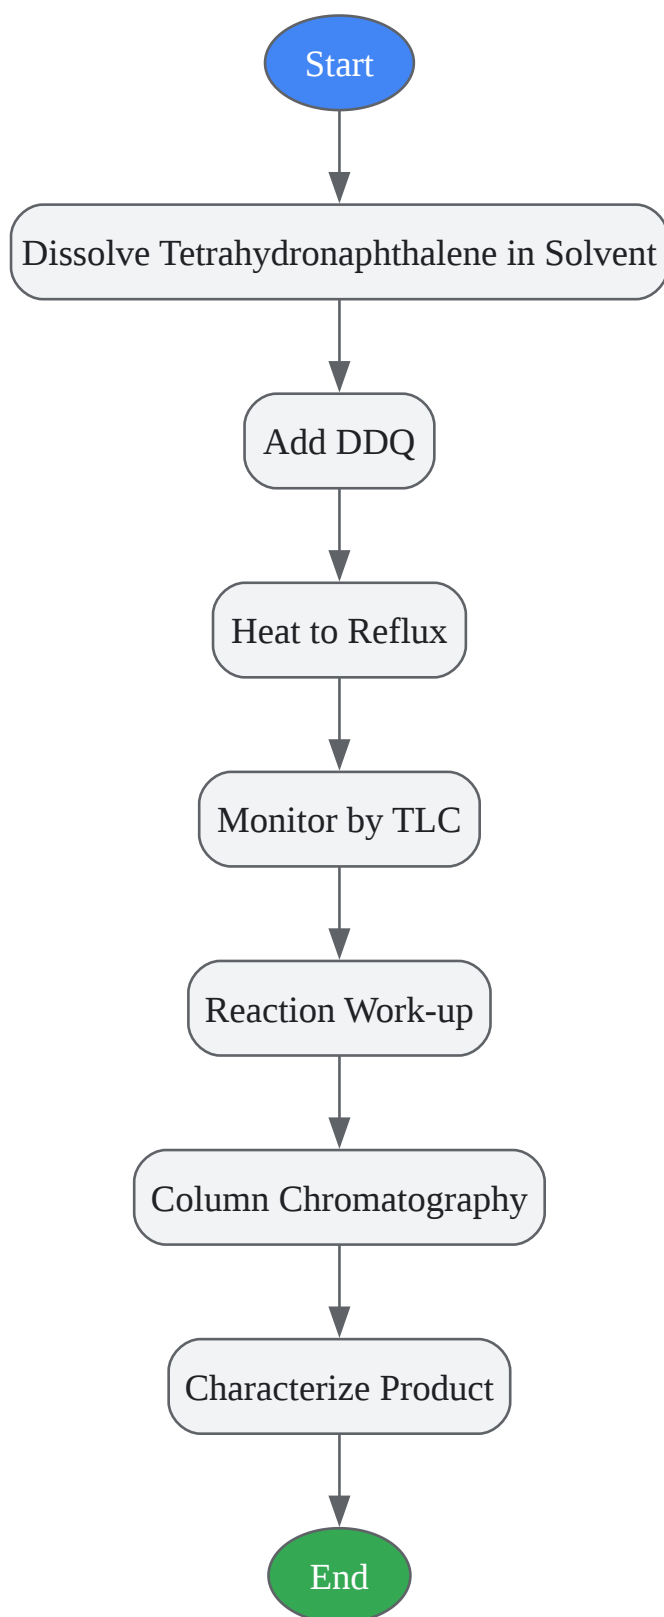 Start
Dissolve Tetrahydronaphthalene in Solvent
Add DDQ
Heat to Reflux
Monitor by TLC
Reaction Work-up
Column Chromatography
Characterize Product
End